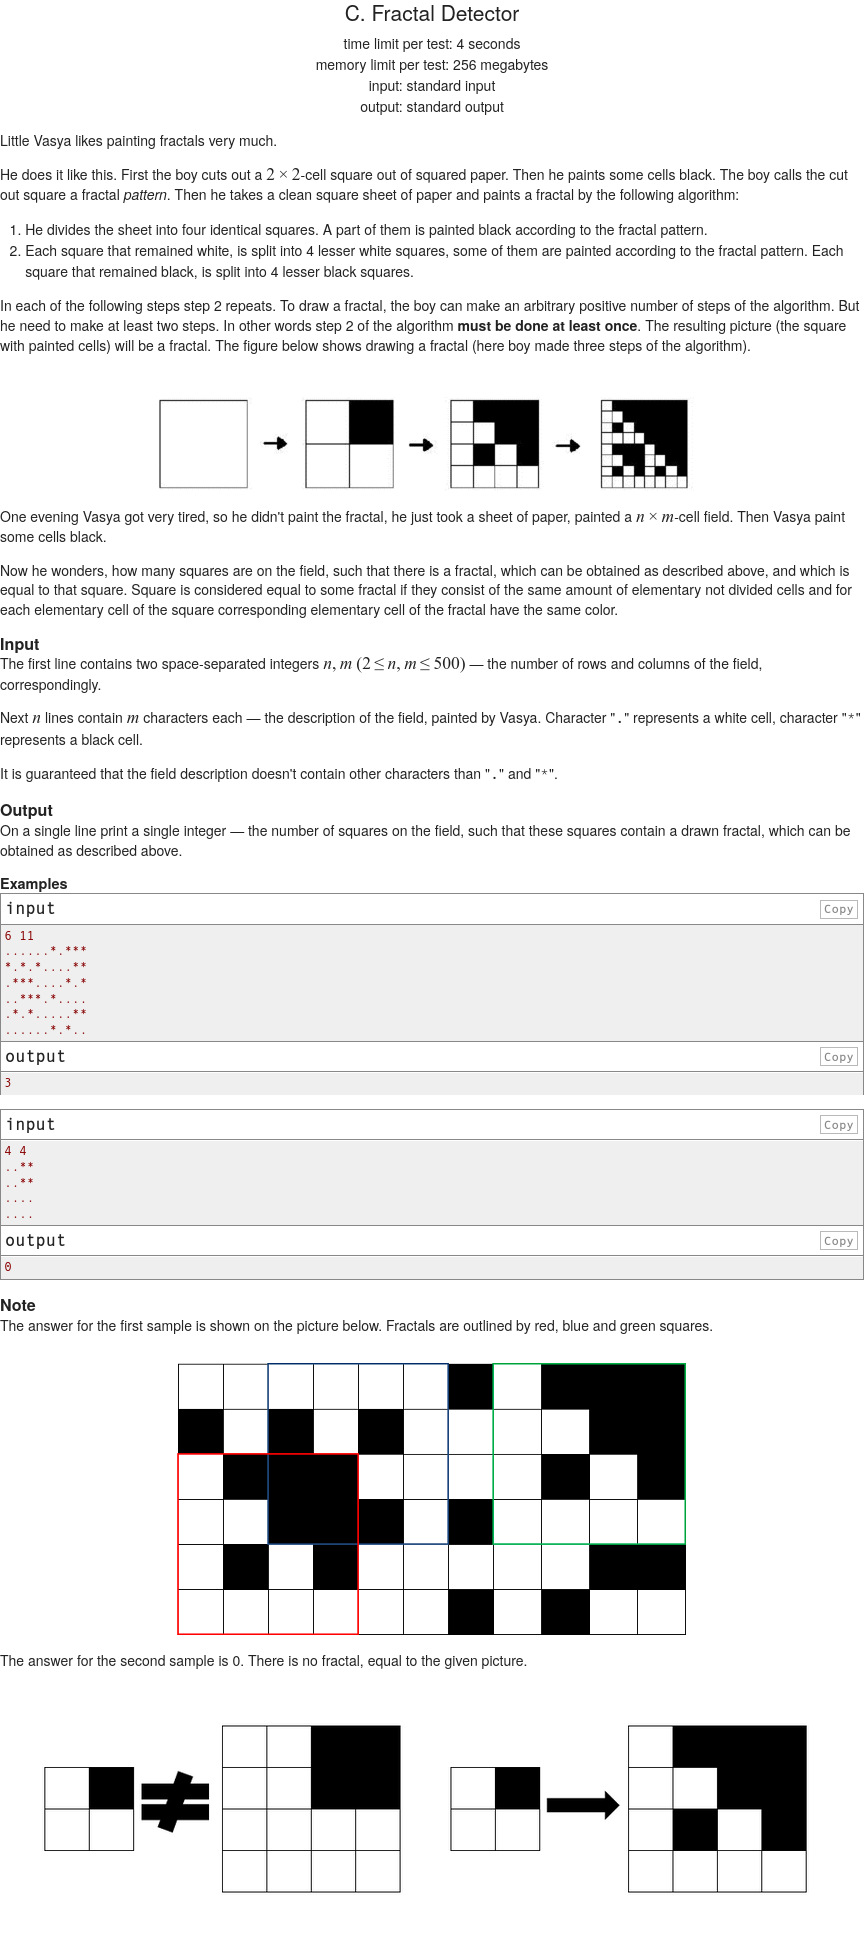 C. Fractal Detector
time limit per test: 4 seconds
memory limit per test: 256 megabytes
input: standard input
output: standard output
Little Vasya likes painting fractals very much.
He does it like this. First the boy cuts out a 2 × 2-cell square out of squared paper. Then he paints some cells black. The boy calls the cut
out square a fractal pattern. Then he takes a clean square sheet of paper and paints a fractal by the following algorithm:
1. He divides the sheet into four identical squares. A part of them is painted black according to the fractal pattern.
2. Each square that remained white, is split into 4 lesser white squares, some of them are painted according to the fractal pattern. Each
square that remained black, is split into 4 lesser black squares.
In each of the following steps step 2 repeats. To draw a fractal, the boy can make an arbitrary positive number of steps of the algorithm. But
he need to make at least two steps. In other words step 2 of the algorithm must be done at least once. The resulting picture (the square
with painted cells) will be a fractal. The figure below shows drawing a fractal (here boy made three steps of the algorithm).
One evening Vasya got very tired, so he didn't paint the fractal, he just took a sheet of paper, painted a n × m-cell field. Then Vasya paint
some cells black.
Now he wonders, how many squares are on the field, such that there is a fractal, which can be obtained as described above, and which is
equal to that square. Square is considered equal to some fractal if they consist of the same amount of elementary not divided cells and for
each elementary cell of the square corresponding elementary cell of the fractal have the same color.
Input
The first line contains two space-separated integers n, m (2 ≤ n, m ≤ 500) — the number of rows and columns of the field,
correspondingly.
Next n lines contain m characters each — the description of the field, painted by Vasya. Character "." represents a white cell, character "*"
represents a black cell.
It is guaranteed that the field description doesn't contain other characters than "." and "*".
Output
On a single line print a single integer — the number of squares on the field, such that these squares contain a drawn fractal, which can be
obtained as described above.
Examples
input Copy
6 11
......*.***
*.*.*....**
.***....*.*
..***.*....
.*.*.....**
......*.*..
output Copy
3
input Copy
4 4
..**
..**
....
....
output Copy
0
Note
The answer for the first sample is shown on the picture below. Fractals are outlined by red, blue and green squares.
The answer for the second sample is 0. There is no fractal, equal to the given picture.